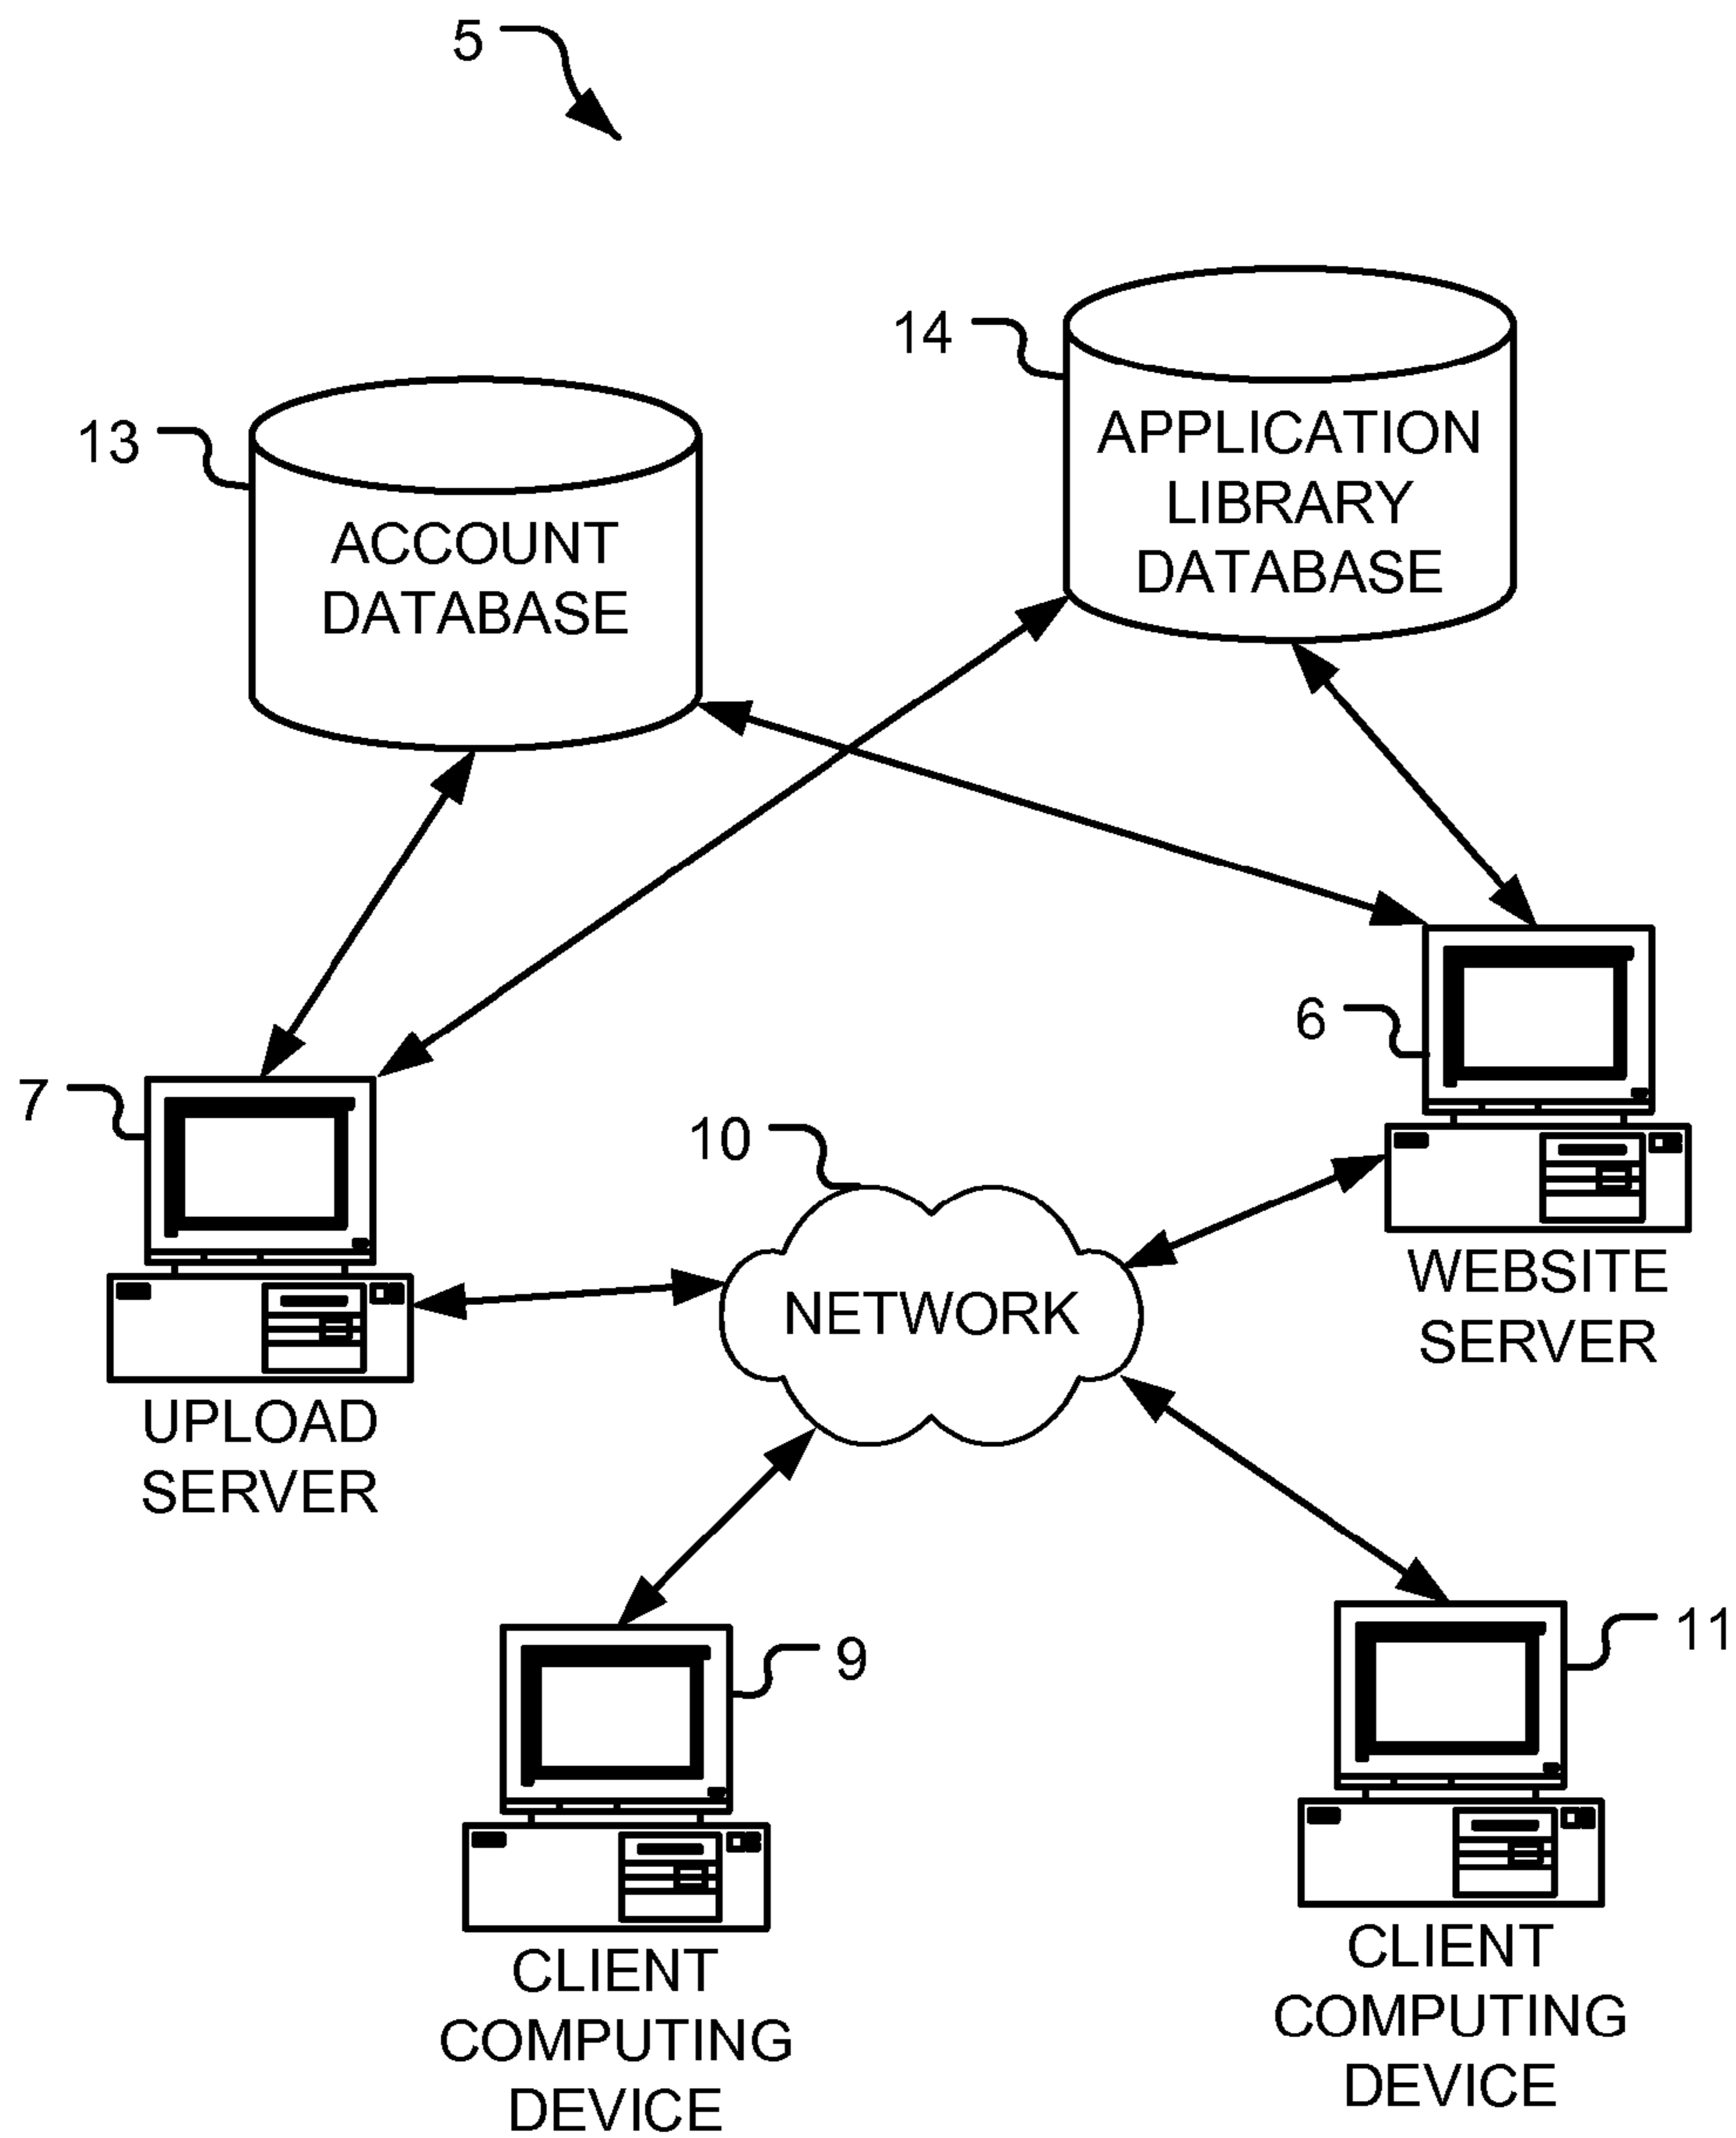 5
14
APPLICATION
LIBRARY
DATABASE
13
ACCOUNT
DATABASE
6
7
10
WEBSITE
SERVER
NETWORK
UPLOAD
SERVER
9
11
CLIENT
COMPUTING
DEVICE
CLIENT
COMPUTING
DEVICE